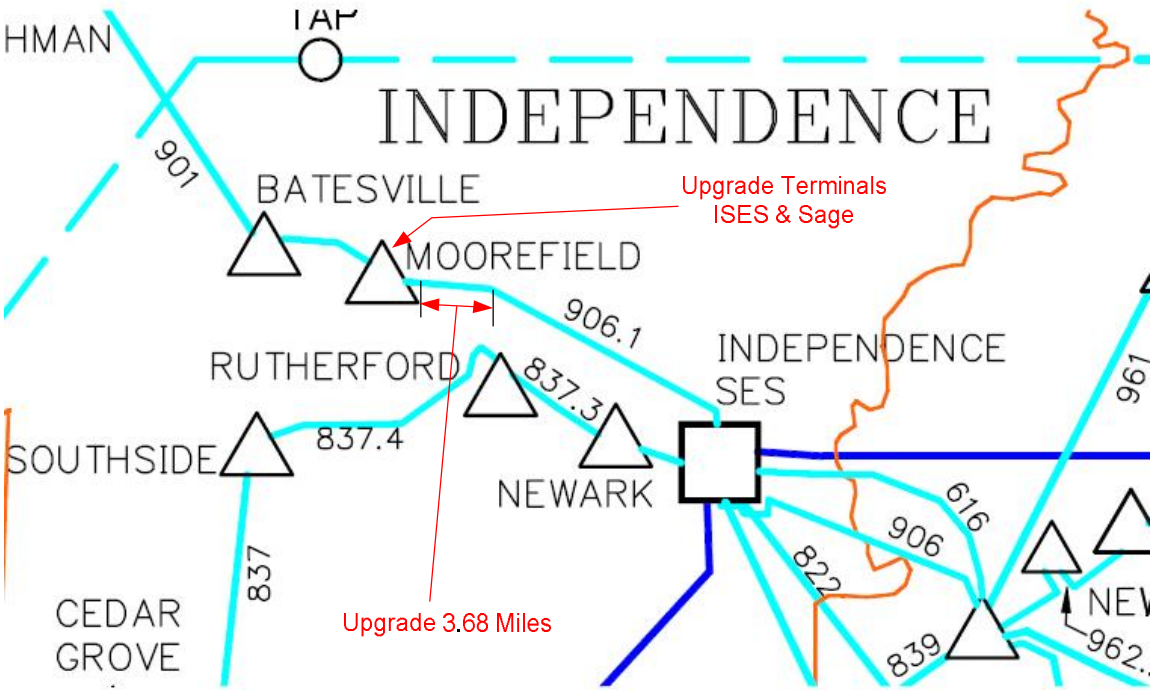 TAP
HMAN
INDEPENDENCE
901
BATESVILLE
Upgrade Terminals
ISES & Sage
MOOREFIELD
906.1
INDEPENDENCE
SES
RUTHERFORD
837.3
961
837.4
SOUTHSIDE
NEWARK
616
906
822
837
CEDAR
GROVE
Upgrade 3.68 Miles
NEW
839
962.